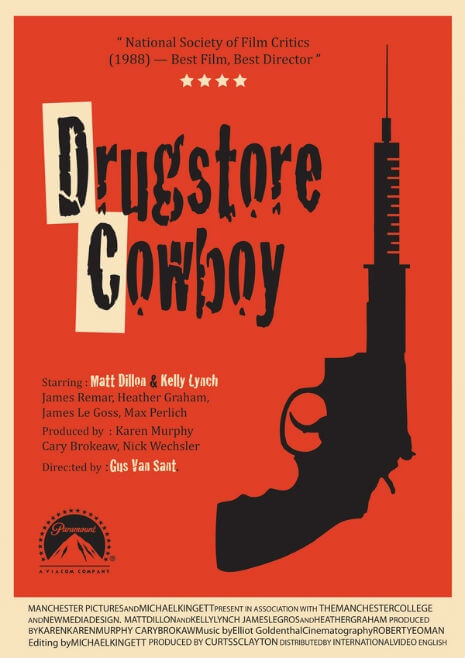 “ National Society of Film Critics
(1988) — Best Film, Best Director ”
Drugstore
Cowboy
Starring : Matt Dillon & Kelly Lynch
James Remar, Heather Graham,
James Le Goss, Max Perlich
Produced by : Karen Murphy
Cary Brokeaw, Nick Wechsler
Directed by : Gus Van Sant.
Paramount
®
A VIACOM COMPANY
MANCHESTER PICTURESANDMICHAELKINGETTPRESENT IN ASSOCIATION WITH THEMANCHESTERCOLLEGE
ANDNEWMEDIADESIGN. MATTDILLONANDKELLYLYNCH JAMESLEGROSANDHEATHERGRAHAM PRODUCED
BYKARENKARENMURPHY CARYBROKAWMusic byElliot GoldenthalCinematographyROBERTYEOMAN
Editing byMICHAELKINGETT PRODUCED BY CURTSSCLAYTON DISTRIBUTEDBY INTERNATIONALVIDEO ENGLISH